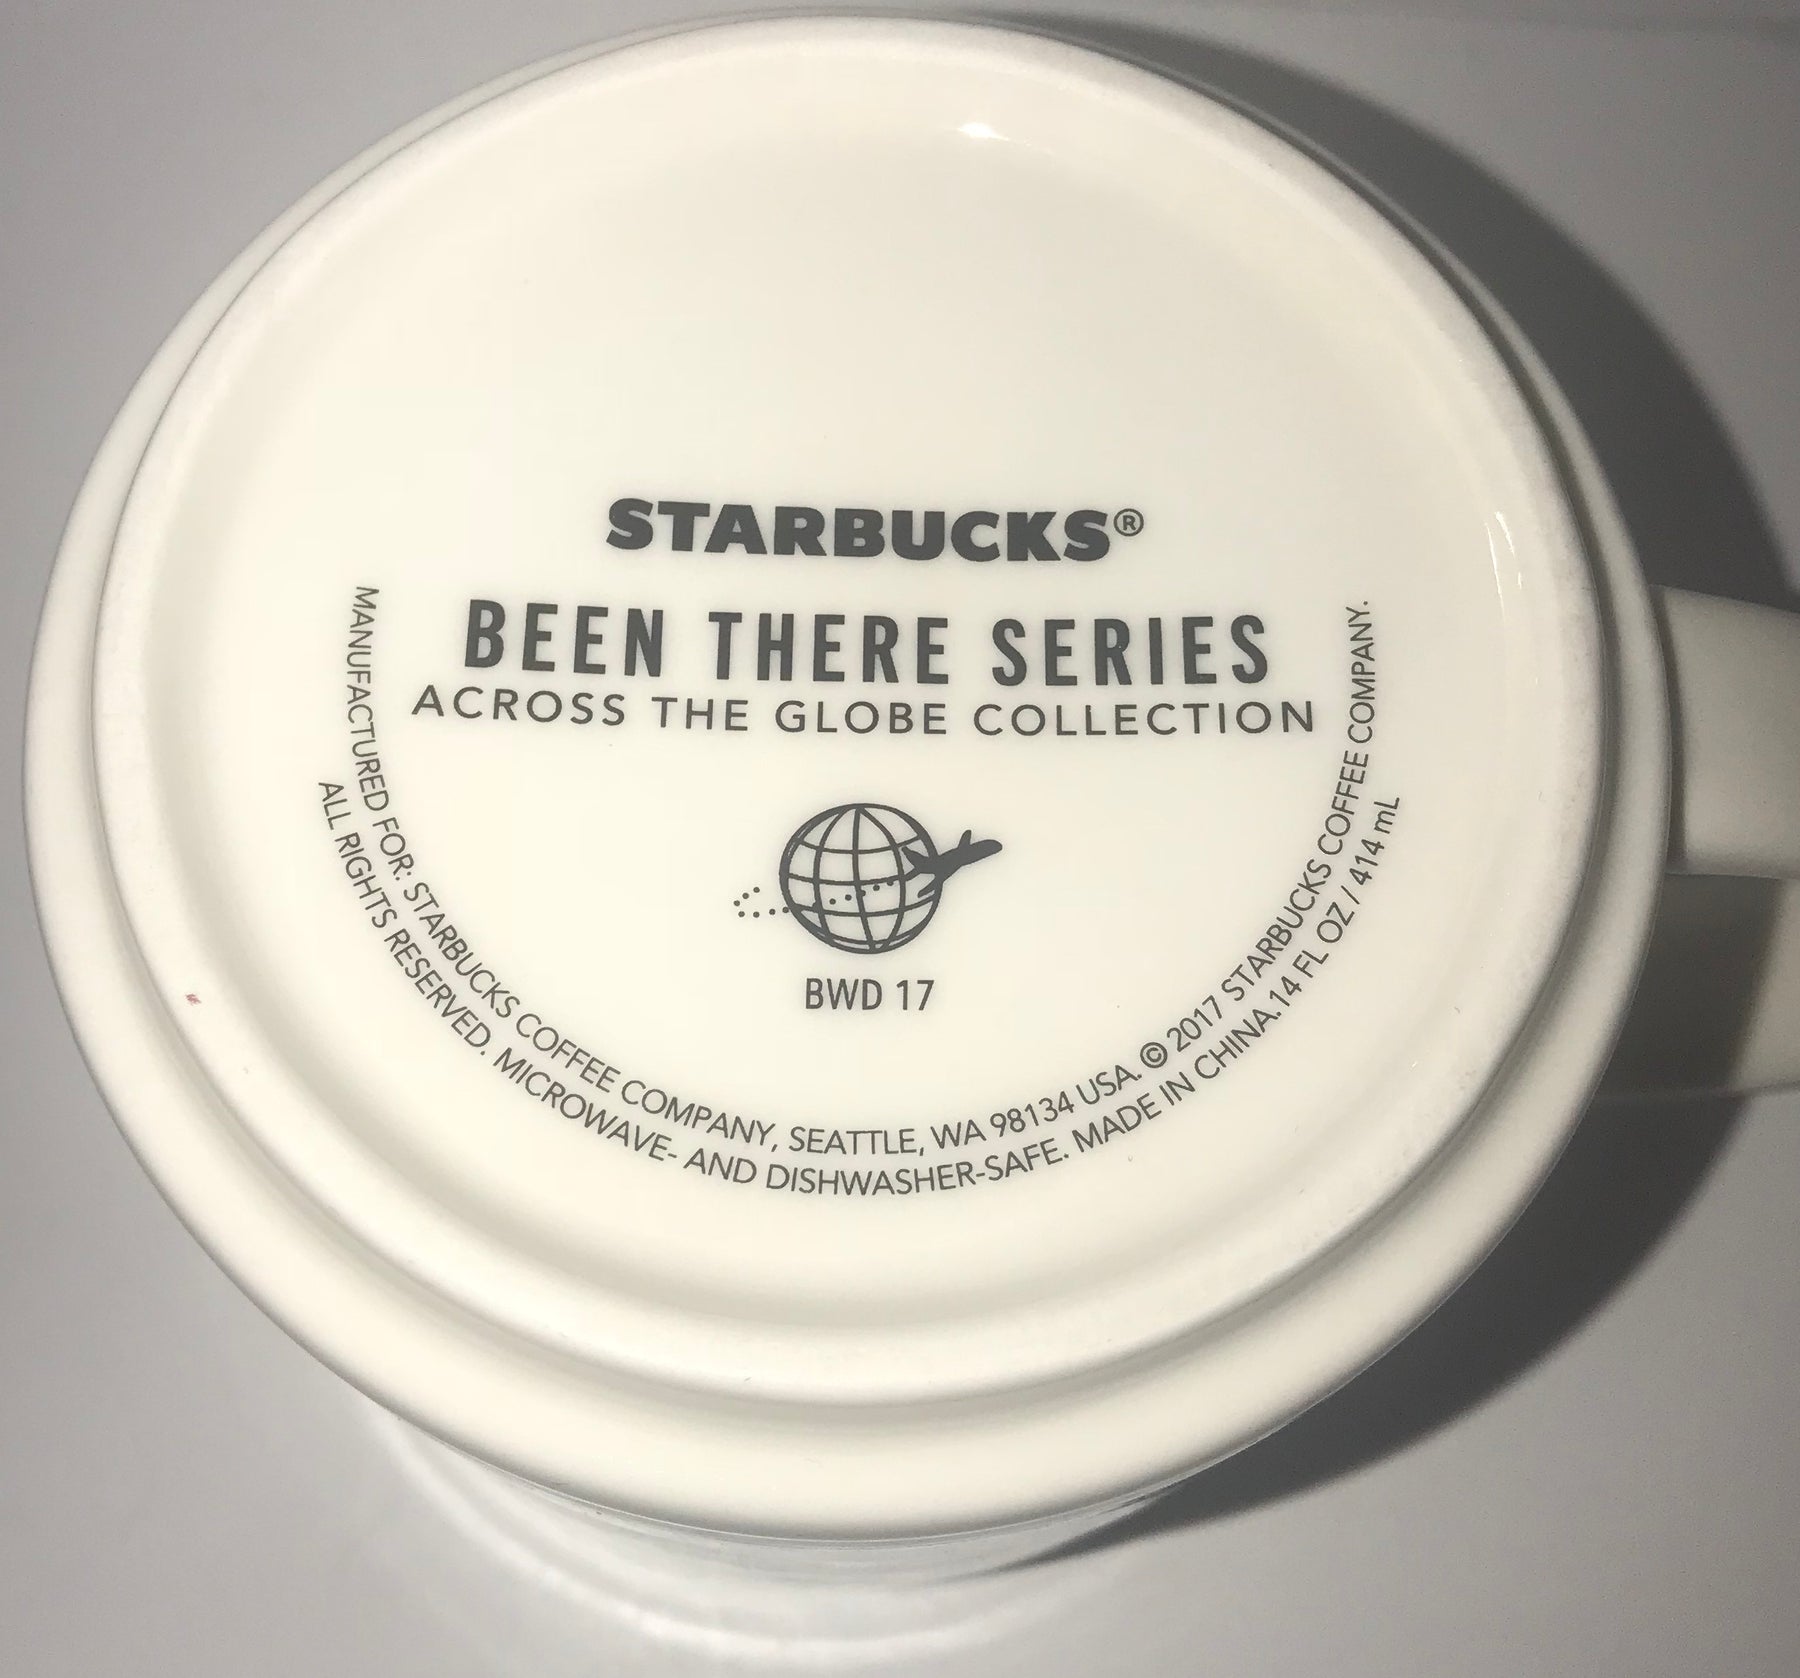 STARBUCKS®
BEEN THERE SERIES
ACROSS THE GLOBE COLLECTION
BWD 17
MANUFACTURED FOR: STARBUCKS COFFEE COMPANY, SEATTLE, WA 98134 USA. © 2017 STARBUCKS COFFEE COMPANY.
ALL RIGHTS RESERVED. MICROWAVE- AND DISHWASHER-SAFE. MADE IN CHINA. 14 FL OZ / 414 mL